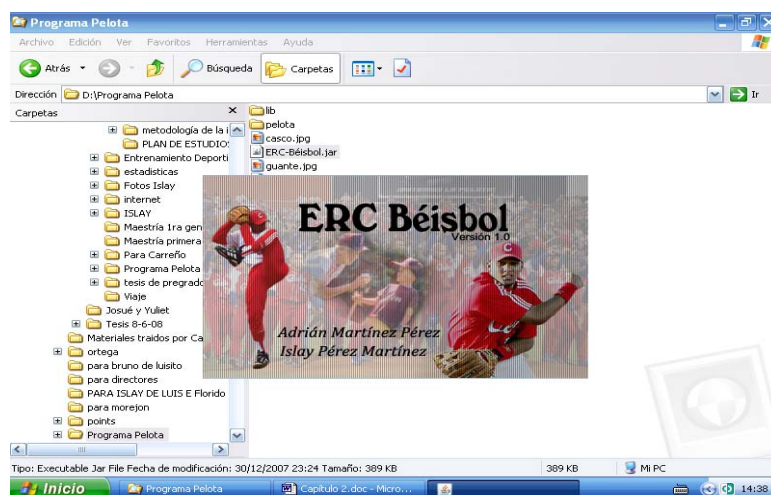 Programa Pelota
Archivo Edición Ver Favoritos Herramientas Ayuda
Atrás Búsqueda Carpetas
Dirección D:\Programa Pelota Ir
Carpetas
metodología de la i
PLAN DE ESTUDIO
Entrenamiento Deporti
estadisticas
Fotos Islay
internet
ISLAY
Maestría 1ra gen
Maestría primera
Para Carreño
Programa Pelota
tesis de pregrado
Viaje
Josué y Yuliet
Tesis 8-6-08
Materiales traidos por Ca
ortega
para bruno de luisito
para directores
PARA ISLAY DE LUIS E Florido
para morejon
points
Programa Pelota
lib
pelota
casco.jpg
ERC-Béisbol.jar
guante.jpg
ERC Béisbol
Versión 1.0
Adrián Martínez Pérez
Islay Pérez Martínez
Tipo: Executable Jar File Fecha de modificación: 30/12/2007 23:24 Tamaño: 389 KB 389 KB Mi PC
Inicio Programa Pelota Capítulo 2.doc - Micro... 14:38